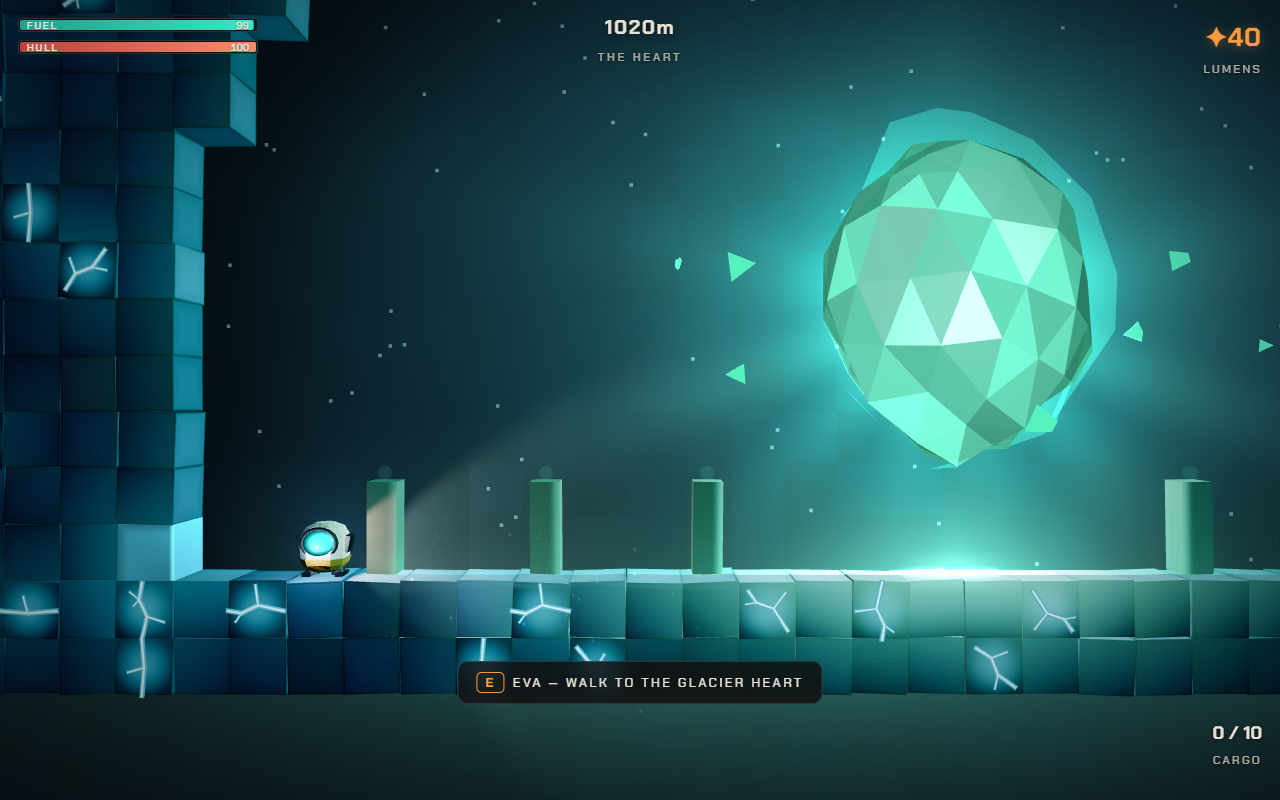 FUEL 99
HULL 100
1020m
THE HEART
✦40
LUMENS
E EVA — WALK TO THE GLACIER HEART
0 / 10
CARGO